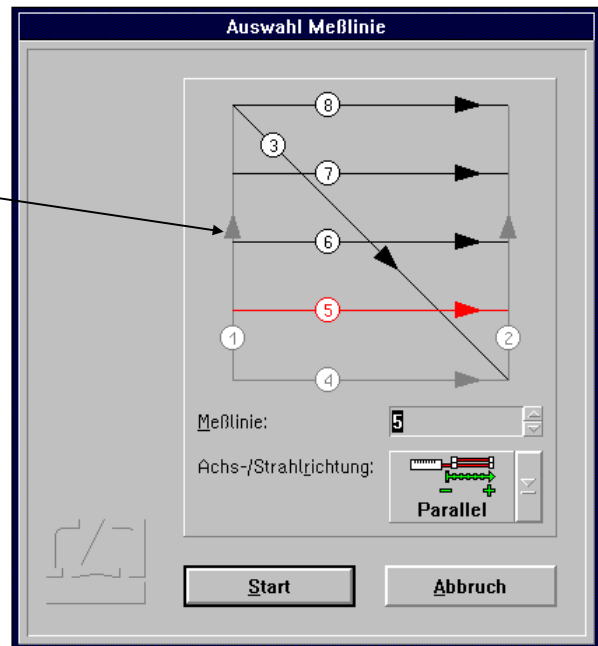 Auswahl Meßlinie
8
3
7
6
5
1
2
4
Meßlinie: 5
Achs-/Strahlrichtung:
- +
Parallel
Start Abbruch